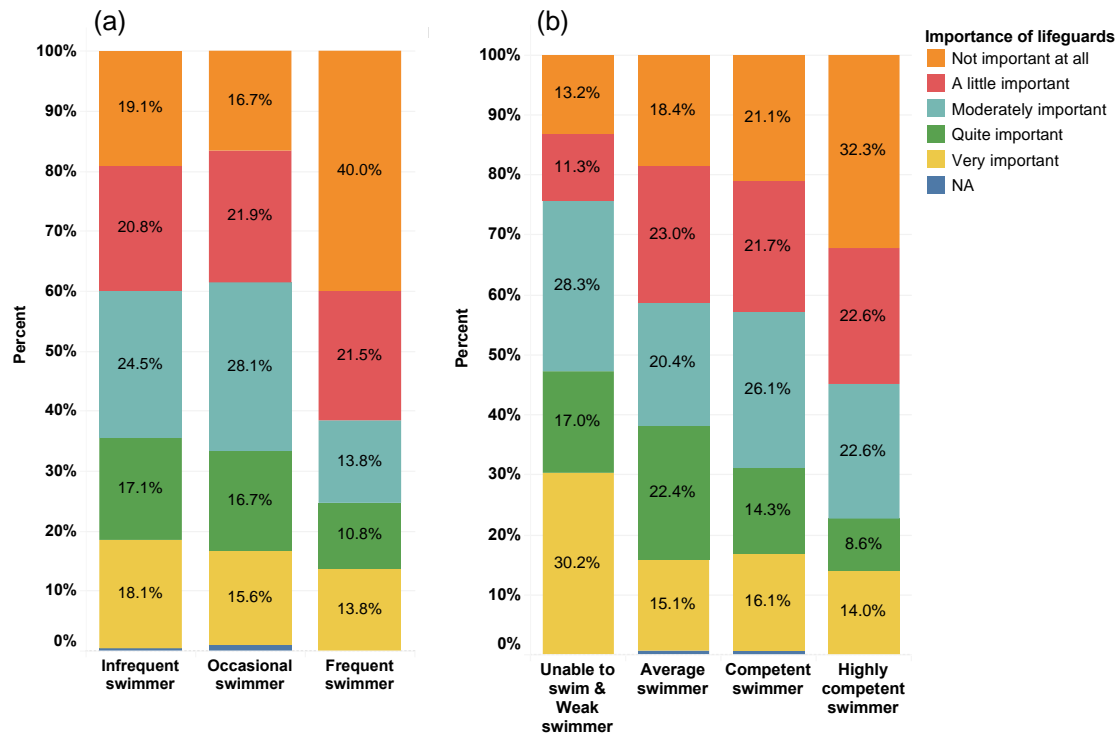 (a)
100%
90%
80%
70%
60%
50%
40%
30%
20%
10%
0%
Percent
19.1%
20.8%
24.5%
17.1%
18.1%
16.7%
21.9%
28.1%
16.7%
15.6%
40.0%
21.5%
13.8%
10.8%
13.8%
Infrequent
swimmer
Occasional
swimmer
Frequent
swimmer
(b)
100%
90%
80%
70%
60%
50%
40%
30%
20%
10%
0%
Percent
13.2%
11.3%
28.3%
17.0%
30.2%
18.4%
23.0%
20.4%
22.4%
15.1%
21.1%
21.7%
26.1%
14.3%
16.1%
32.3%
22.6%
22.6%
8.6%
14.0%
Unable to
swim &
Weak
swimmer
Average
swimmer
Competent
swimmer
Highly
competent
swimmer
Importance of lifeguards
Not important at all
A little important
Moderately important
Quite important
Very important
NA